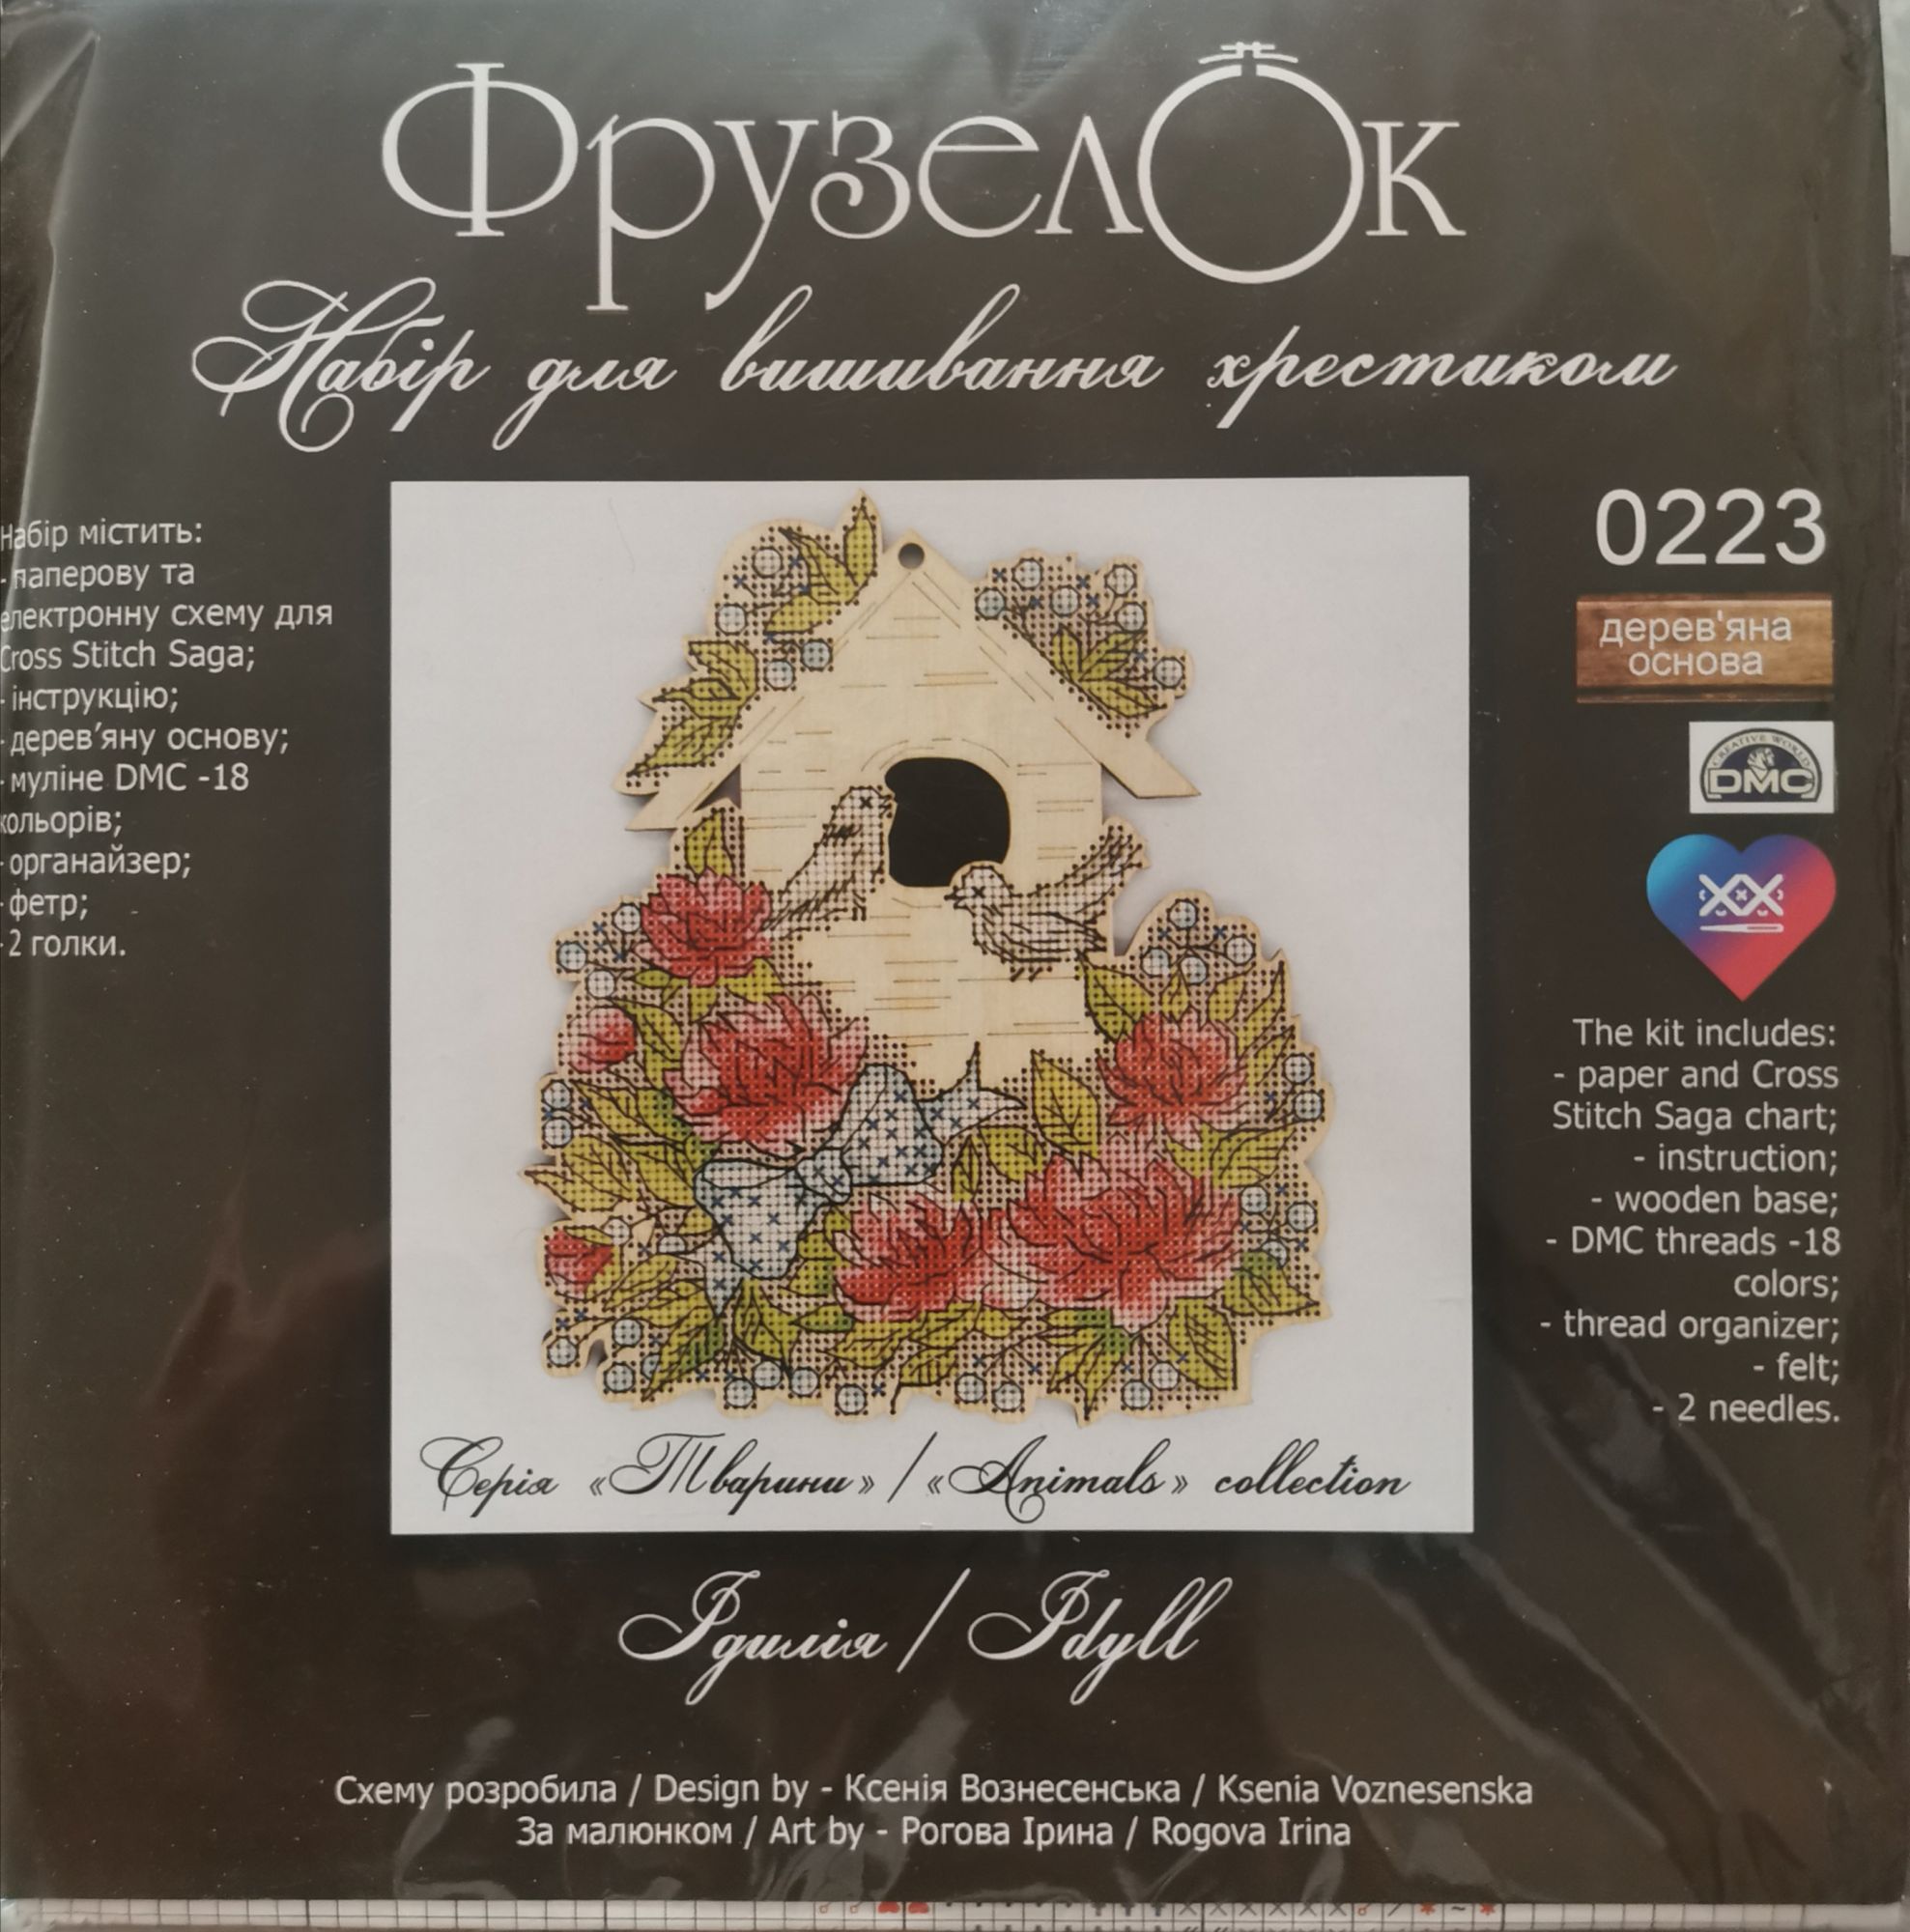 ФрузелОк
Набір для вишивання хрестиком
Набір містить:
- паперову та
електронну схему для
Cross Stitch Saga;
- інструкцію;
- дерев’яну основу;
- муліне DMC -18
кольорів;
- органайзер;
- фетр;
- 2 голки.
0223
дерев'яна
основа
CREATIVE WORLD
DMC
The kit includes:
- paper and Cross
Stitch Saga chart;
- instruction;
- wooden base;
- DMC threads -18
colors;
- thread organizer;
- felt;
- 2 needles.
Серія «Тварини» / «Animals» collection
Ідилія / Idyll
Схему розробила / Design by - Ксенія Вознесенська / Ksenia Voznesenska
За малюнком / Art by - Рогова Ірина / Rogova Irina